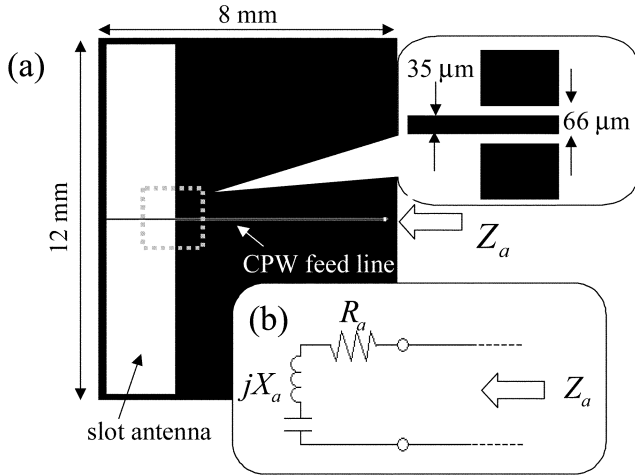 8 mm
(a)
12 mm
35 μm
66 μm
Zₐ
CPW feed line
slot antenna
(b)
Rₐ
jXₐ
Zₐ